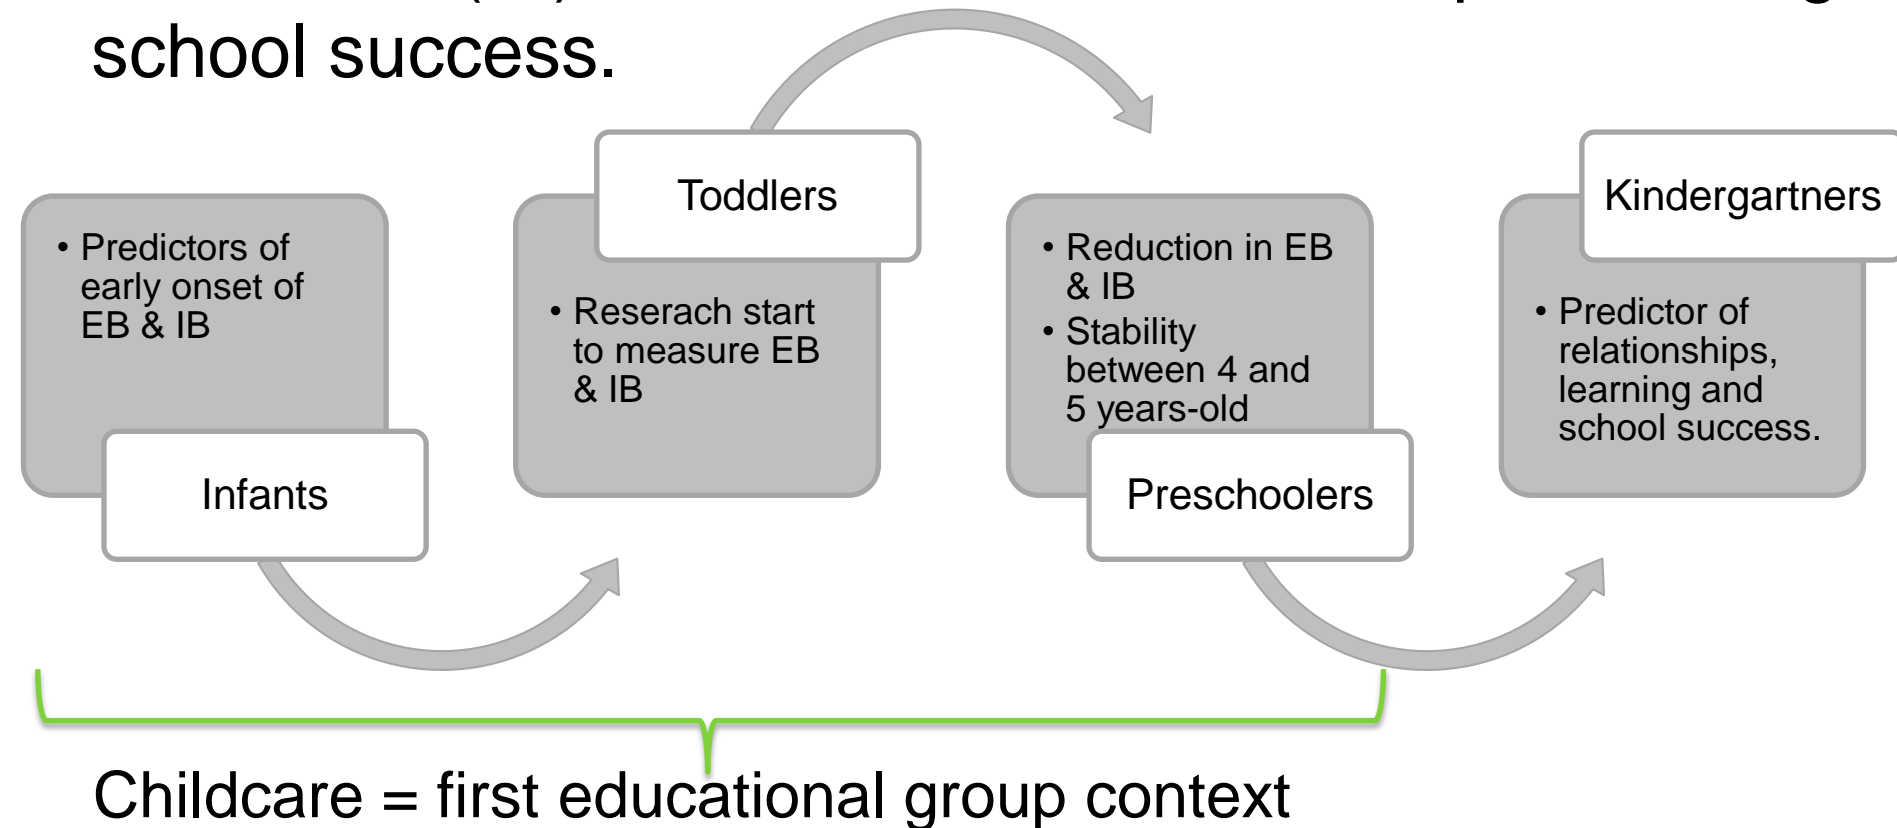 school success.
• Predictors of
early onset of
EB & IB
Infants
Toddlers
• Reserach start
to measure EB
& IB
• Reduction in EB
& IB
• Stability
between 4 and
5 years-old
Preschoolers
Kindergartners
• Predictor of
relationships,
learning and
school success.
Childcare = first educational group context